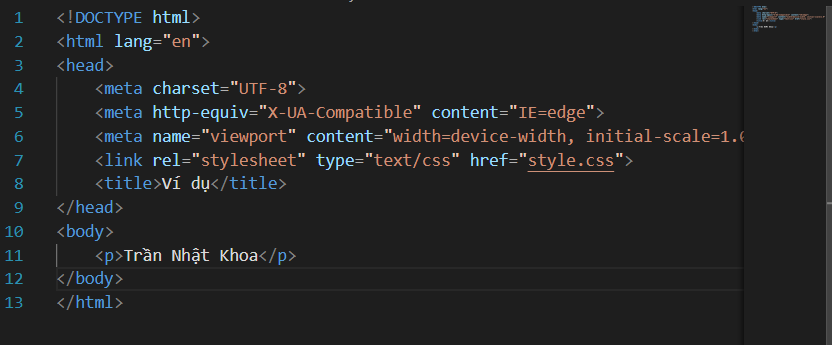 1 <!DOCTYPE html>
2 <html lang="en">
3 <head>
4 <meta charset="UTF-8">
5 <meta http-equiv="X-UA-Compatible" content="IE=edge">
6 <meta name="viewport" content="width=device-width, initial-scale=1.0
7 <link rel="stylesheet" type="text/css" href="style.css">
8 <title>Ví dụ</title>
9 </head>
10 <body>
11 <p>Trần Nhật Khoa</p>
12 </body>
13 </html>